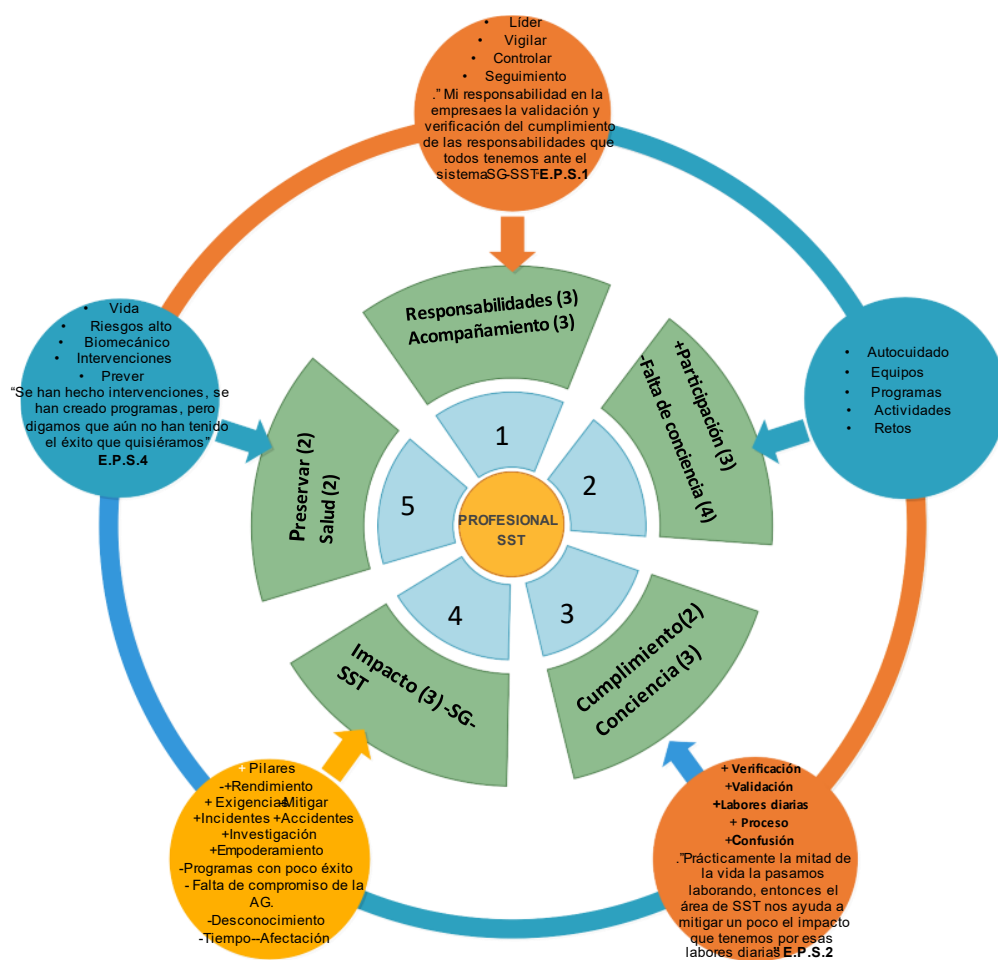 • Líder
• Vigilar
• Controlar
• Seguimiento
.” Mi responsabilidad en la
empresaes la validación y
verificación del cumplimiento
de las responsabilidades que
todos tenemos ante el
sistemaSG-SST-E.P.S.1
Responsabilidades (3)
Acompañamiento (3)
1
• Autocuidado
• Equipos
• Programas
• Actividades
• Retos
+Participación (3)
-Falta de conciencia (4)
2
PROFESIONAL
SST
+ Verificación
+Validación
+Labores diarias
+ Proceso
+Confusión
.”Prácticamente la mitad de
la vida la pasamos
laborando, entonces el
área de SST nos ayuda a
mitigar un poco el impacto
que tenemos por esas
labores diarias” E.P.S.2
Cumplimiento(2)
Conciencia (3)
3
+ Pilares
-+Rendimiento
+ Exigencias+Mitigar
+Incidentes +Accidentes
+Investigación
+Empoderamiento
-Programas con poco éxito
- Falta de compromiso de la
AG.
-Desconocimiento
-Tiempo--Afectación
Impacto (3) -SG-
SST
4
• Vida
• Riesgos alto
• Biomecánico
• Intervenciones
• Prever
“Se han hecho intervenciones, se
han creado programas, pero
digamos que aún no han tenido
el éxito que quisiéramos”
E.P.S.4
Preservar (2)
Salud (2)
5